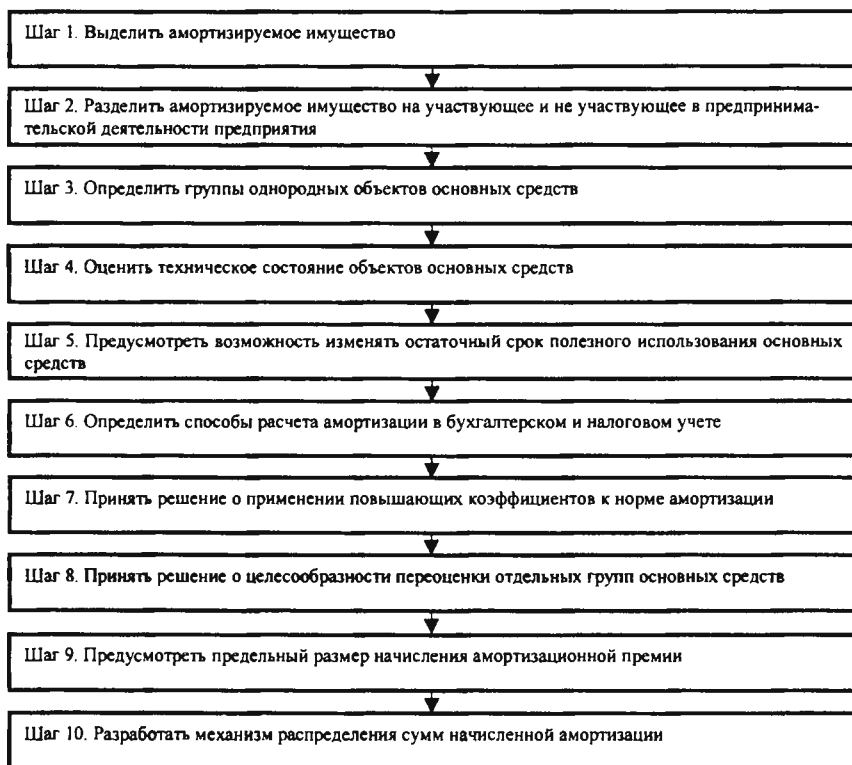 Шаг 1. Выделить амортизируемое имущество
Шаг 2. Разделить амортизируемое имущество на участвующее и не участвующее в предпринима-
тельской деятельности предприятия
Шаг 3. Определить группы однородных объектов основных средств
Шаг 4. Оценить техническое состояние объектов основных средств
Шаг 5. Предусмотреть возможность изменять остаточный срок полезного использования основных
средств
Шаг 6. Определить способы расчета амортизации в бухгалтерском и налоговом учете
Шаг 7. Принять решение о применении повышающих коэффициентов к норме амортизации
Шаг 8. Принять решение о целесообразности переоценки отдельных групп основных средств
Шаг 9. Предусмотреть предельный размер начисления амортизационной премии
Шаг 10. Разработать механизм распределения сумм начисленной амортизации